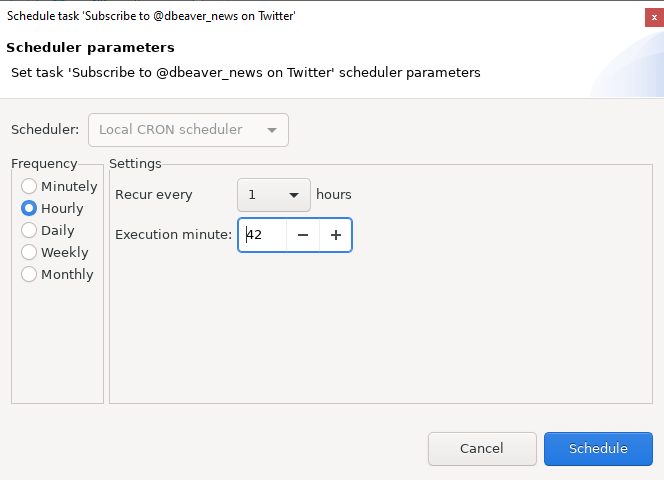 Schedule task 'Subscribe to @dbeaver_news on Twitter'
x
Scheduler parameters
Set task 'Subscribe to @dbeaver_news on Twitter' scheduler parameters
Scheduler: Local CRON scheduler
Frequency
Minutely
Hourly
Daily
Weekly
Monthly
Settings
Recur every 1 hours
Execution minute: 42 − +
Cancel Schedule